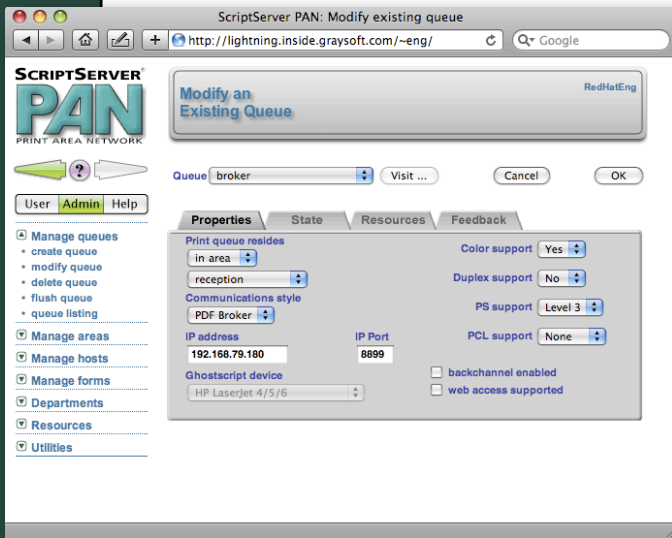 ScriptServer PAN: Modify existing queue
http://lightning.inside.graysoft.com/~eng/
Q Google
SCRIPTSERVER
PAN
PRINT AREA NETWORK
Modify an
Existing Queue
RedHatEng
?
Queue broker Visit ... Cancel OK
User Admin Help
Properties State Resources Feedback
Manage queues
• create queue
• modify queue
• delete queue
• flush queue
• queue listing
Manage areas
Manage hosts
Manage forms
Departments
Resources
Utilities
Print queue resides
in area
reception
Communications style
PDF Broker
IP address IP Port
192.168.79.180 8899
Ghostscript device
HP LaserJet 4/5/6
Color support Yes
Duplex support No
PS support Level 3
PCL support None
backchannel enabled
web access supported